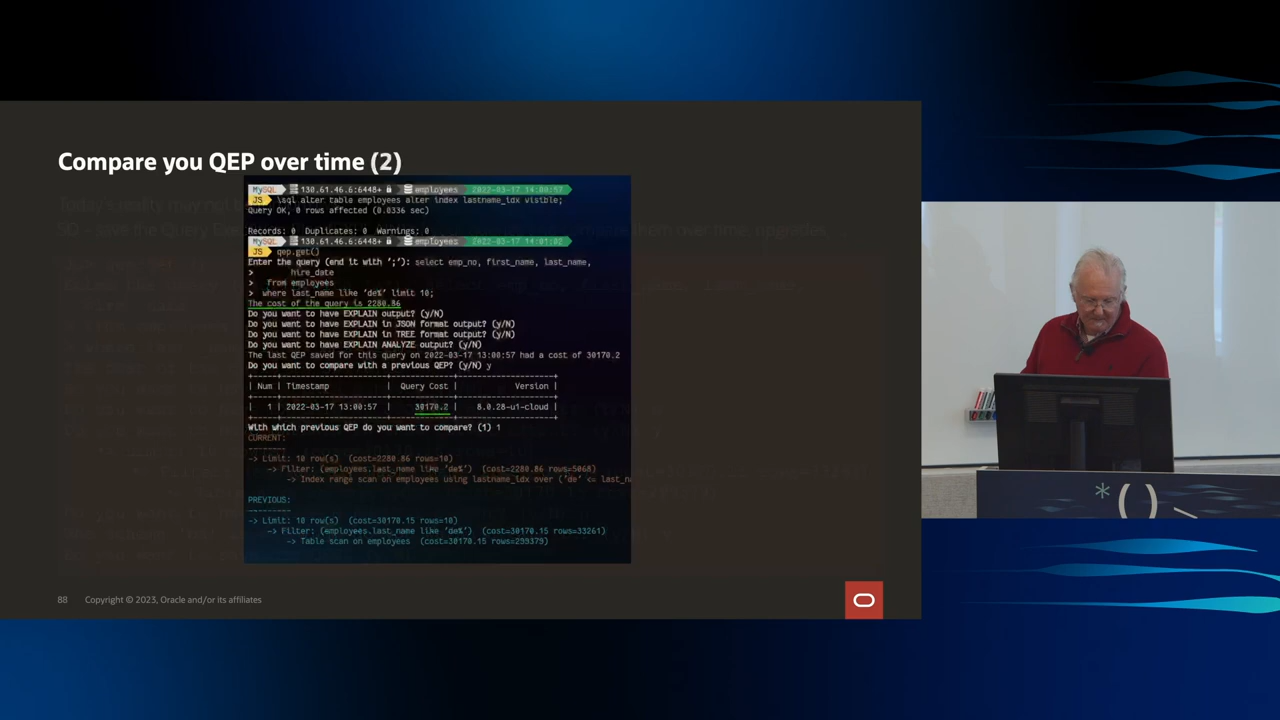 Compare you QEP over time (2)
MySQL 130.61.46.6:6448+ employees 2022-03-17 14:00:57
JS \sql alter table employees alter index lastname_idx visible;
Query OK, 0 rows affected (0.0336 sec)
Records: 0 Duplicates: 0 Warnings: 0
MySQL 130.61.46.6:6448+ employees 2022-03-17 14:01:02
JS qep.get()
Enter the query (end it with ';'): select emp_no, first_name, last_name,
> hire_date
> From employees
> where last_name like 'de%' limit 10;
The cost of the query is 2280.86
Do you want to have EXPLAIN output? (y/N)
Do you want to have EXPLAIN in JSON format output? (y/N)
Do you want to have EXPLAIN in TREE format output? (y/N)
Do you want to have EXPLAIN ANALYZE output? (y/N)
The last QEP saved for this query on 2022-03-17 13:00:57 had a cost of 30170.2
Do you want to compare with a previous QEP? (y/N) y
| Num | Timestamp | Query Cost | Version |
| 1 | 2022-03-17 13:00:57 | 30170.2 | 8.0.28-u1-cloud |
With which previous QEP do you want to compare? (1) 1
CURRENT:
--------
-> Limit: 10 row(s) (cost=2280.86 rows=10)
-> Filter: (employees.last_name like 'de%') (cost=2280.86 rows=5068)
-> Index range scan on employees using lastname_idx over ('de' <= last_n
PREVIOUS:
---------
-> Limit: 10 row(s) (cost=30170.15 rows=10)
-> Filter: (employees.last_name like 'de%') (cost=30170.15 rows=33261)
-> Table scan on employees (cost=30170.15 rows=299379)
88 Copyright © 2023, Oracle and/or its affiliates
*()_